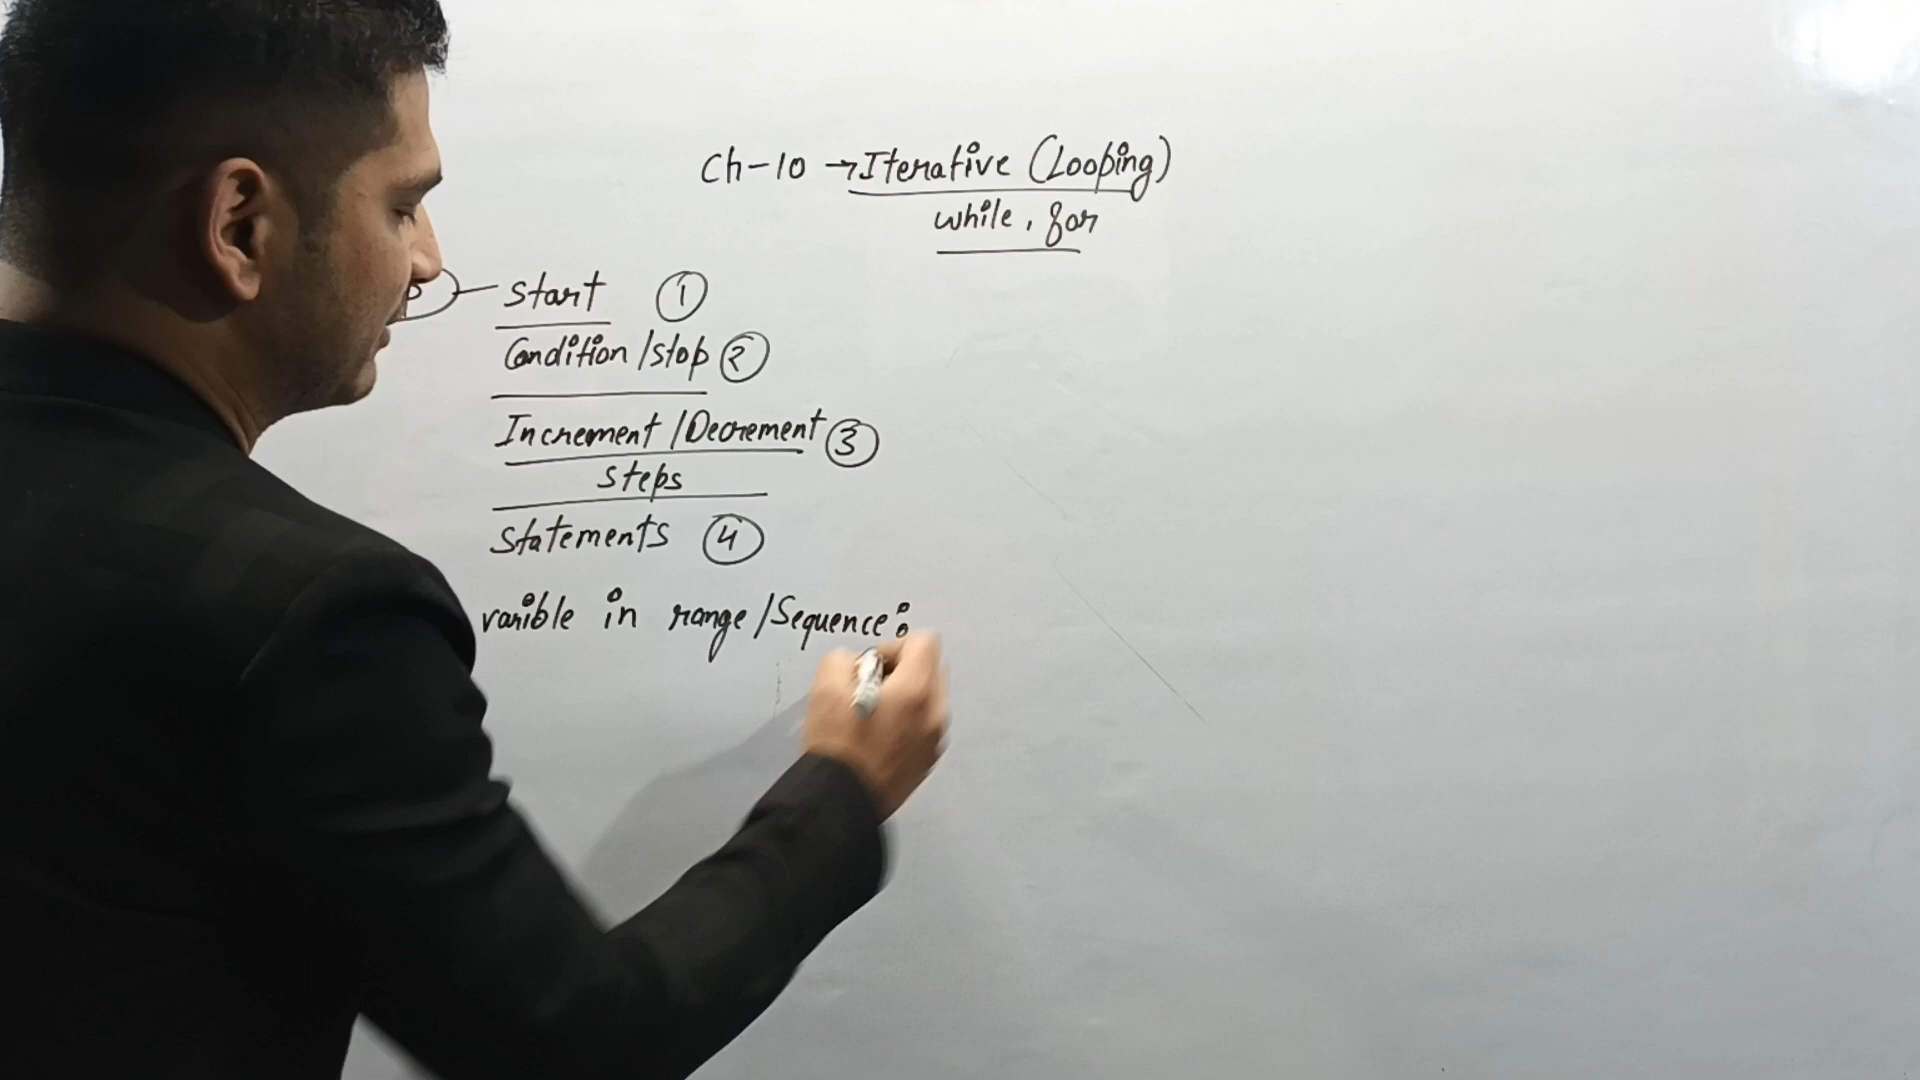 Ch-10 → Iterative (Looping)
while, for
Start ①
Condition/stop ②
Increment/Decrement ③
Steps
Statements ④
varible in range/Sequence: